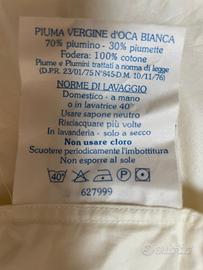 PIUMA VERGINE d'OCA BIANCA
70% piumino - 30% piumette
Fodera: 100% cotone
Piume e Plumini trattati a norma di legge
(D.P.R. 23/01/75 N°845 D.M. 10/11/76)
NORME DI LAVAGGIO
Domestico - a mano
o in lavatrice 40°
Usare sapone neutro
Risciacquare più volte
In lavanderia - solo a secco
Non usare cloro
Scuotere periodicamente l'imbottitura
Non esporre al sole
40° P
627999
subito